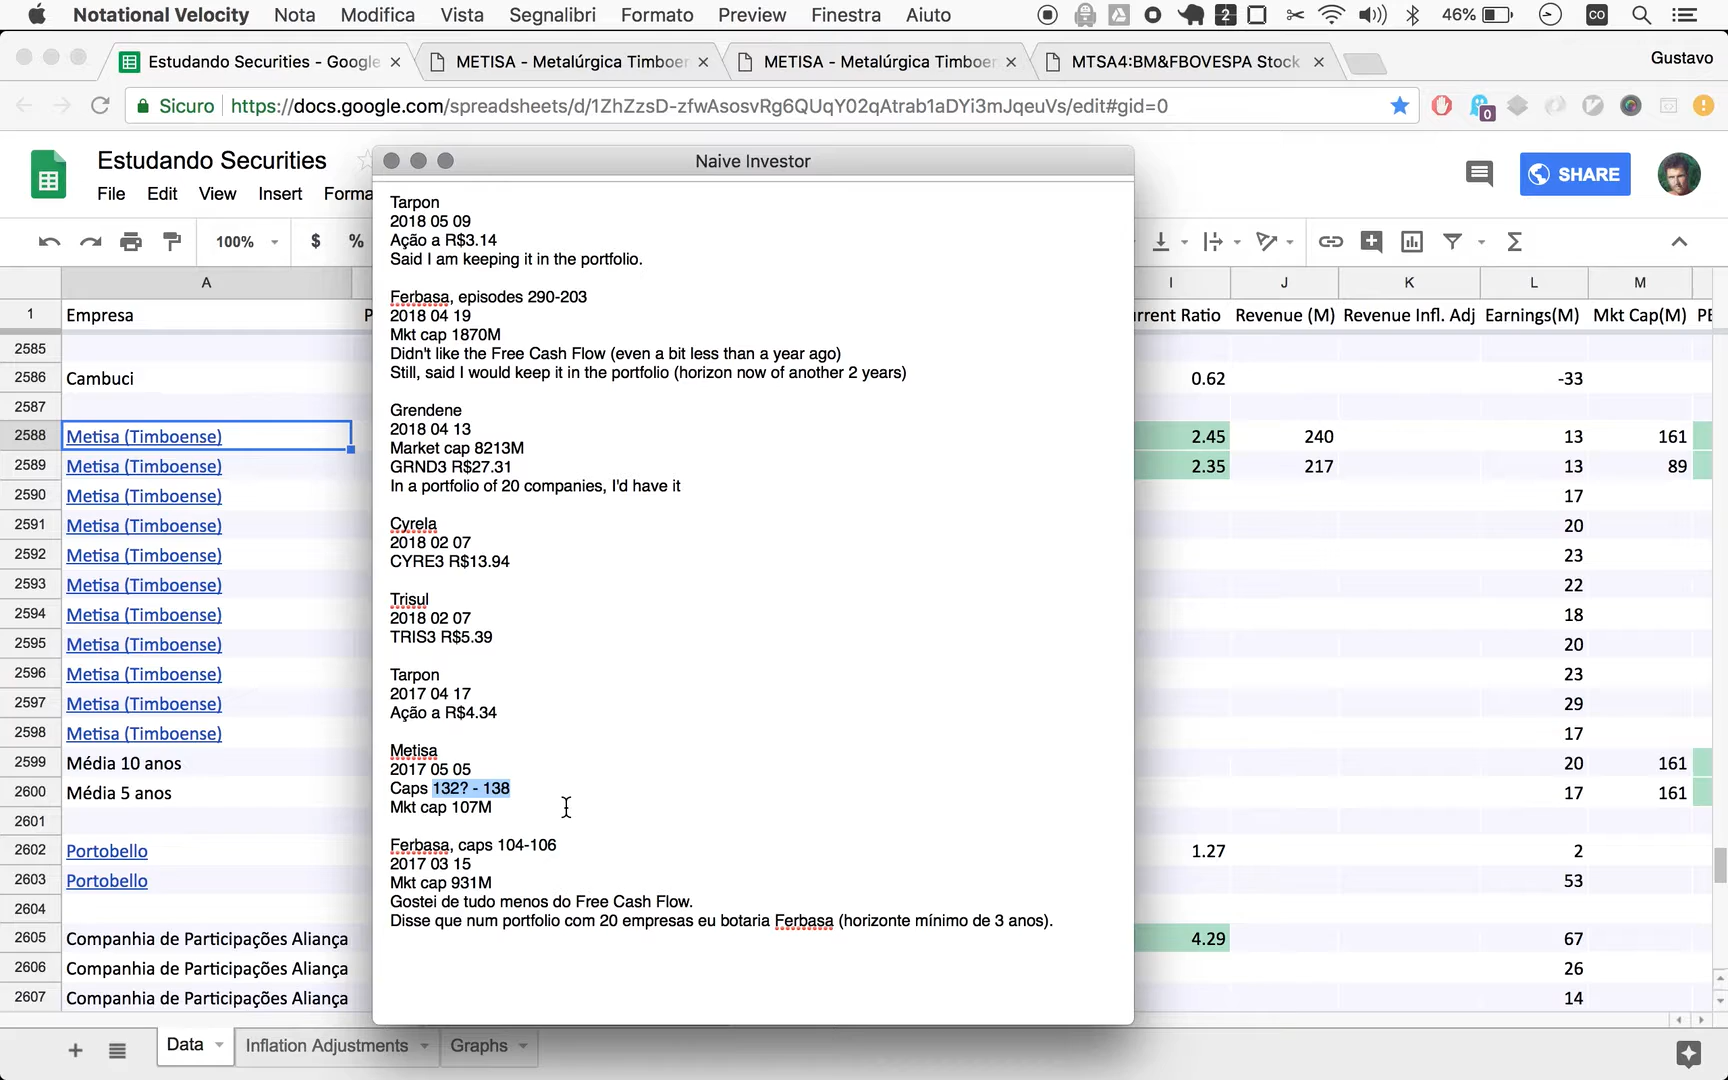 Notational Velocity Nota Modifica Vista Segnalibri Formato Preview Finestra Aiuto 2 46% CO
Estudando Securities - Google
METISA - Metalúrgica Timboer
METISA - Metalúrgica Timboer
MTSA4:BM&FBOVESPA Stock
Gustavo
Sicuro https://docs.google.com/spreadsheets/d/1ZhZzsD-zfwAsosvRg6QUqY02qAtrab1aDYi3mJqeuVs/edit#gid=0
0
Estudando Securities
File Edit View Insert Forma
SHARE
100% $ %
Naive Investor
Tarpon
2018 05 09
Ação a R$3.14
Said I am keeping it in the portfolio.
Ferbasa, episodes 290-203
2018 04 19
Mkt cap 1870M
Didn't like the Free Cash Flow (even a bit less than a year ago)
Still, said I would keep it in the portfolio (horizon now of another 2 years)
Grendene
2018 04 13
Market cap 8213M
GRND3 R$27.31
In a portfolio of 20 companies, I'd have it
Cyrela
2018 02 07
CYRE3 R$13.94
Trisul
2018 02 07
TRIS3 R$5.39
Tarpon
2017 04 17
Ação a R$4.34
Metisa
2017 05 05
Caps 132? - 138
Mkt cap 107M
Ferbasa, caps 104-106
2017 03 15
Mkt cap 931M
Gostei de tudo menos do Free Cash Flow.
Disse que num portfolio com 20 empresas eu botaria Ferbasa (horizonte mínimo de 3 anos).
A I J K L M
1 Empresa P rrent Ratio Revenue (M) Revenue Infl. Adj Earnings(M) Mkt Cap(M) PE
2585
2586 Cambuci 0.62 -33
2587
2588 Metisa (Timboense) 2.45 240 13 161
2589 Metisa (Timboense) 2.35 217 13 89
2590 Metisa (Timboense) 17
2591 Metisa (Timboense) 20
2592 Metisa (Timboense) 23
2593 Metisa (Timboense) 22
2594 Metisa (Timboense) 18
2595 Metisa (Timboense) 20
2596 Metisa (Timboense) 23
2597 Metisa (Timboense) 29
2598 Metisa (Timboense) 17
2599 Média 10 anos 20 161
2600 Média 5 anos 17 161
2601
2602 Portobello 1.27 2
2603 Portobello 53
2604
2605 Companhia de Participações Aliança 4.29 67
2606 Companhia de Participações Aliança 26
2607 Companhia de Participações Aliança 14
Data Inflation Adjustments Graphs